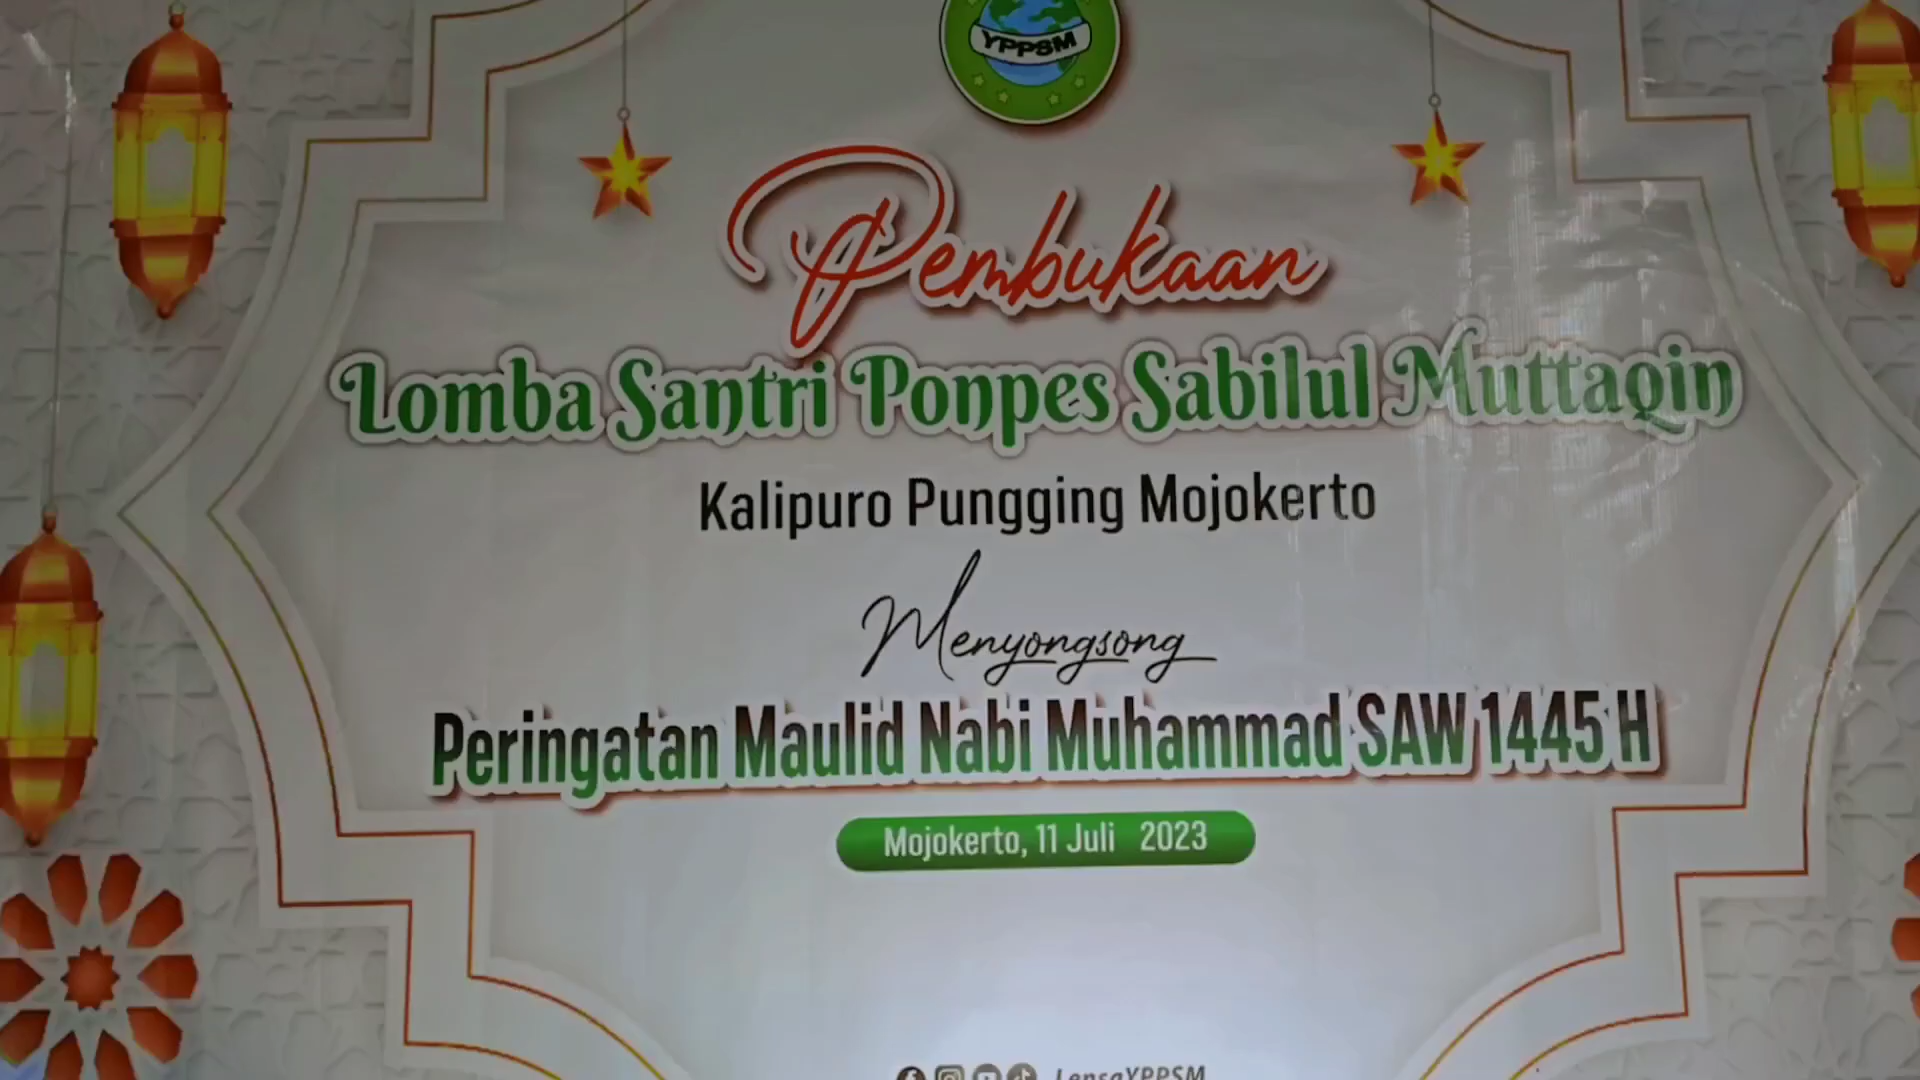 YPPSM
Pembukaan
Lomba Santri Ponpes Sabilul Muttaqin
Kalipuro Pungging Mojokerto
Menyongsong
Peringatan Maulid Nabi Muhammad SAW 1445 H
Mojokerto, 11 Juli 2023
LensaYPPSM